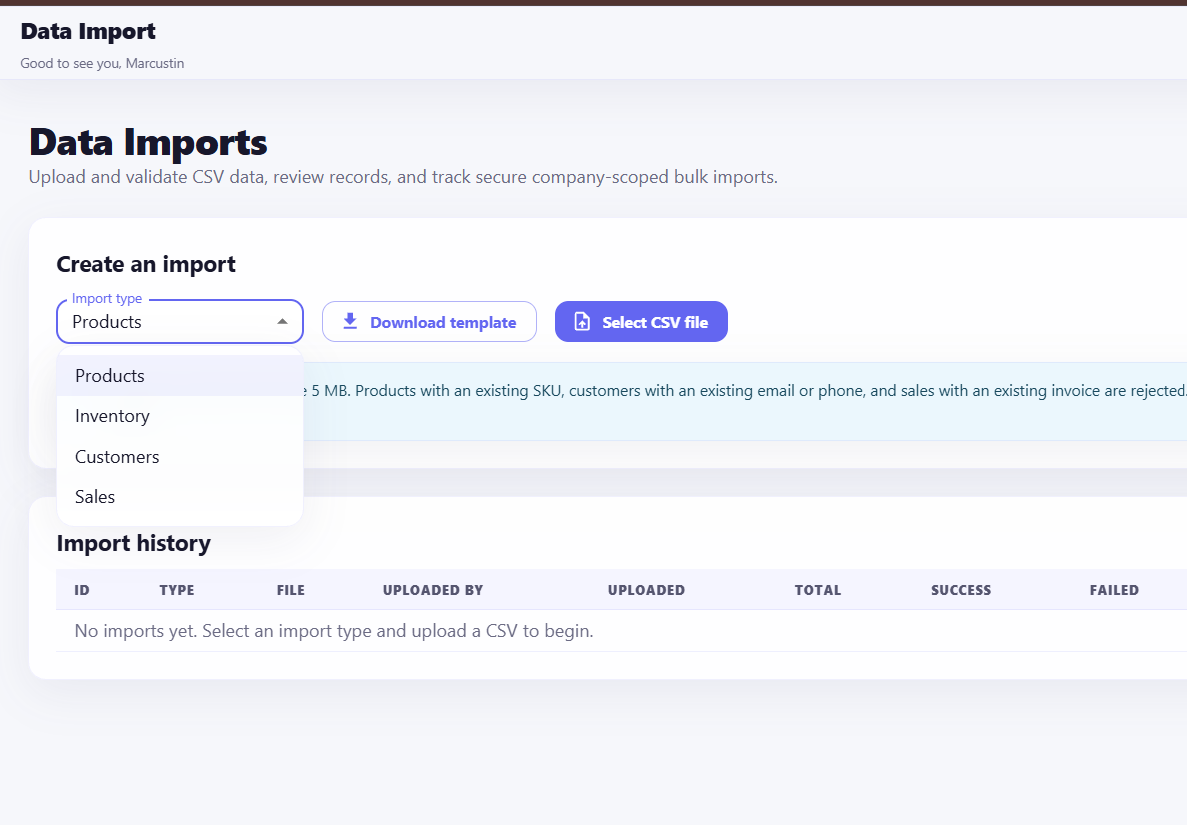 Data Import
Good to see you, Marcustin
Data Imports
Upload and validate CSV data, review records, and track secure company-scoped bulk imports.
Create an import
Import type
Products
Download template
Select CSV file
Products
Inventory
Customers
Sales
5 MB. Products with an existing SKU, customers with an existing email or phone, and sales with an existing invoice are rejected.
Import history
ID TYPE FILE UPLOADED BY UPLOADED TOTAL SUCCESS FAILED
No imports yet. Select an import type and upload a CSV to begin.